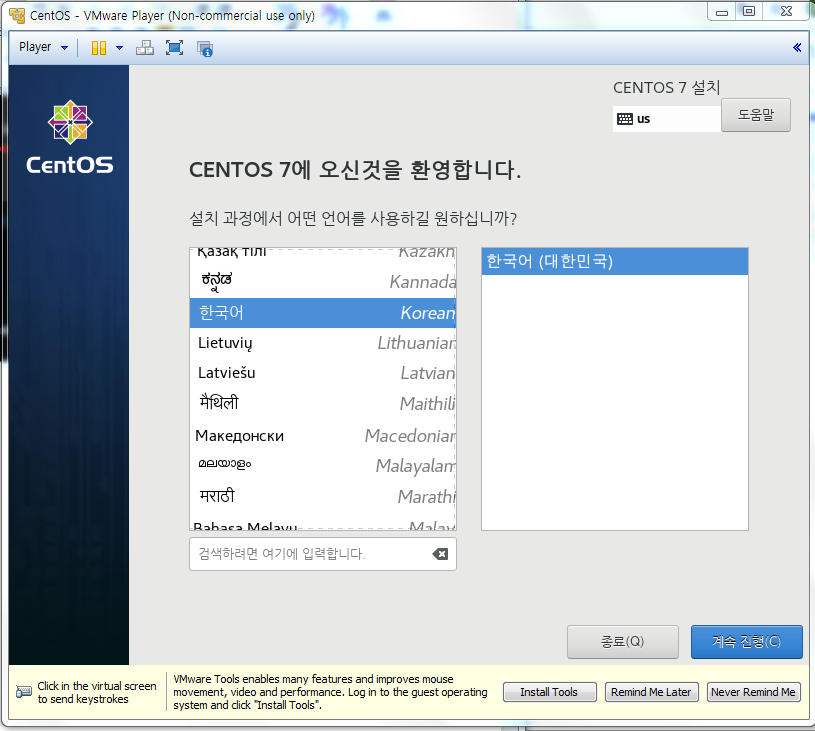 CentOS - VMware Player (Non-commercial use only)
Player
CentOS
CENTOS 7 설치
us
도움말
CENTOS 7에 오신것을 환영합니다.
설치 과정에서 어떤 언어를 사용하길 원하십니까?
Қазақ тілі Kazakh
ಕನ್ನಡ Kannada
한국어 Korean
Lietuvių Lithuanian
Latviešu Latvian
मैथिली Maithili
Македонски Macedonian
മലയാളം Malayalam
मराठी Marathi
Bahasa Melayu Malay
한국어 (대한민국)
검색하려면 여기에 입력합니다.
종료(Q)
계속 진행(C)
Click in the virtual screen
to send keystrokes
VMware Tools enables many features and improves mouse
movement, video and performance. Log in to the guest operating
system and click "Install Tools".
Install Tools
Remind Me Later
Never Remind Me